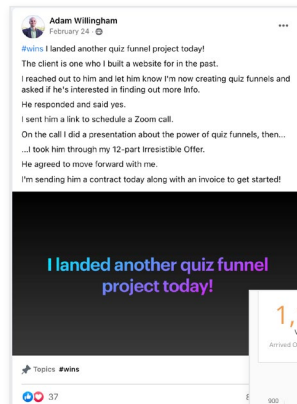 Adam Willingham
February 24
#wins I landed another quiz funnel project today!
The client is one who I built a website for in the past.
I reached out to him and let him know I'm now creating quiz funnels and
asked if he's interested in finding out more Info.
He responded and said yes.
I sent him a link to schedule a Zoom call.
On the call I did a presentation about the power of quiz funnels, then...
...I took him through my 12-part Irresistible Offer.
He agreed to move forward with me.
I'm sending him a contract today along with an invoice to get started!
I landed another quiz funnel
project today!
1,
Topics #wins
Arrived O
37
900